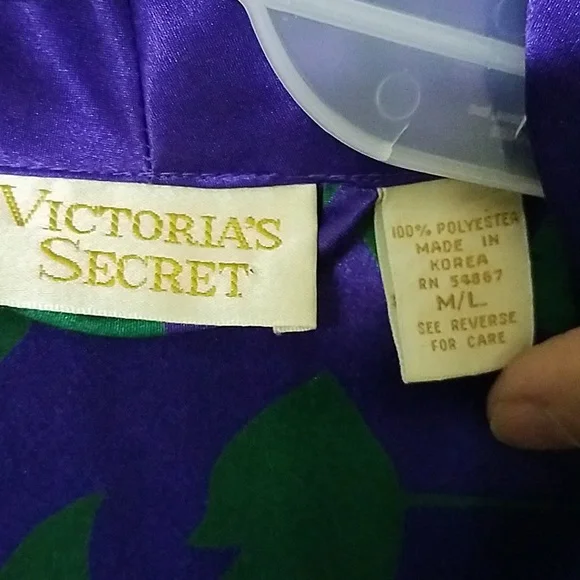 VICTORIA'S
SECRET
100% POLYESTER
MADE IN
KOREA
RN 54867
M/L
SEE REVERSE
FOR CARE